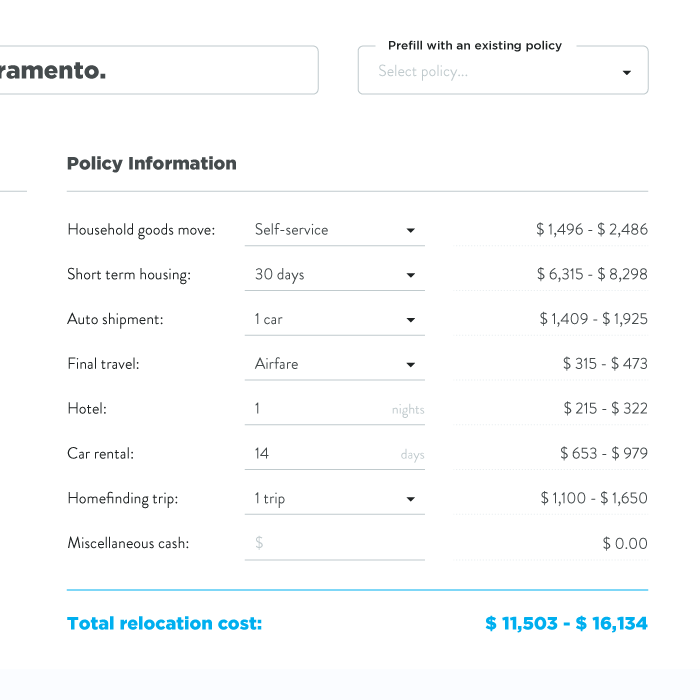 Prefill with an existing policy
ramento.
Select policy...
Policy Information
Household goods move: Self-service $ 1,496 - $ 2,486
Short term housing: 30 days $ 6,315 - $ 8,298
Auto shipment: 1 car $ 1,409 - $ 1,925
Final travel: Airfare $ 315 - $ 473
Hotel: 1 nights $ 215 - $ 322
Car rental: 14 days $ 653 - $ 979
Homefinding trip: 1 trip $ 1,100 - $ 1,650
Miscellaneous cash: $ $ 0.00
Total relocation cost: $ 11,503 - $ 16,134